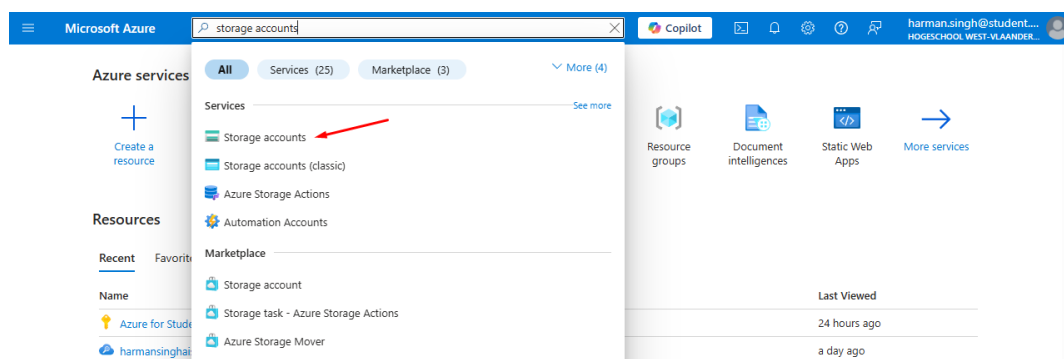 Microsoft Azure
storage accounts
Copilot
harman.singh@student....
HOGESCHOOL WEST-VLAANDER...
Azure services
All
Services (25)
Marketplace (3)
More (4)
Services
See more
Storage accounts
Storage accounts (classic)
Azure Storage Actions
Automation Accounts
Marketplace
Storage account
Storage task - Azure Storage Actions
Azure Storage Mover
Create a
resource
Resource
groups
Document
intelligences
Static Web
Apps
More services
Resources
Recent Favorite
Name
Last Viewed
Azure for Stude
24 hours ago
harmansinghai
a day ago